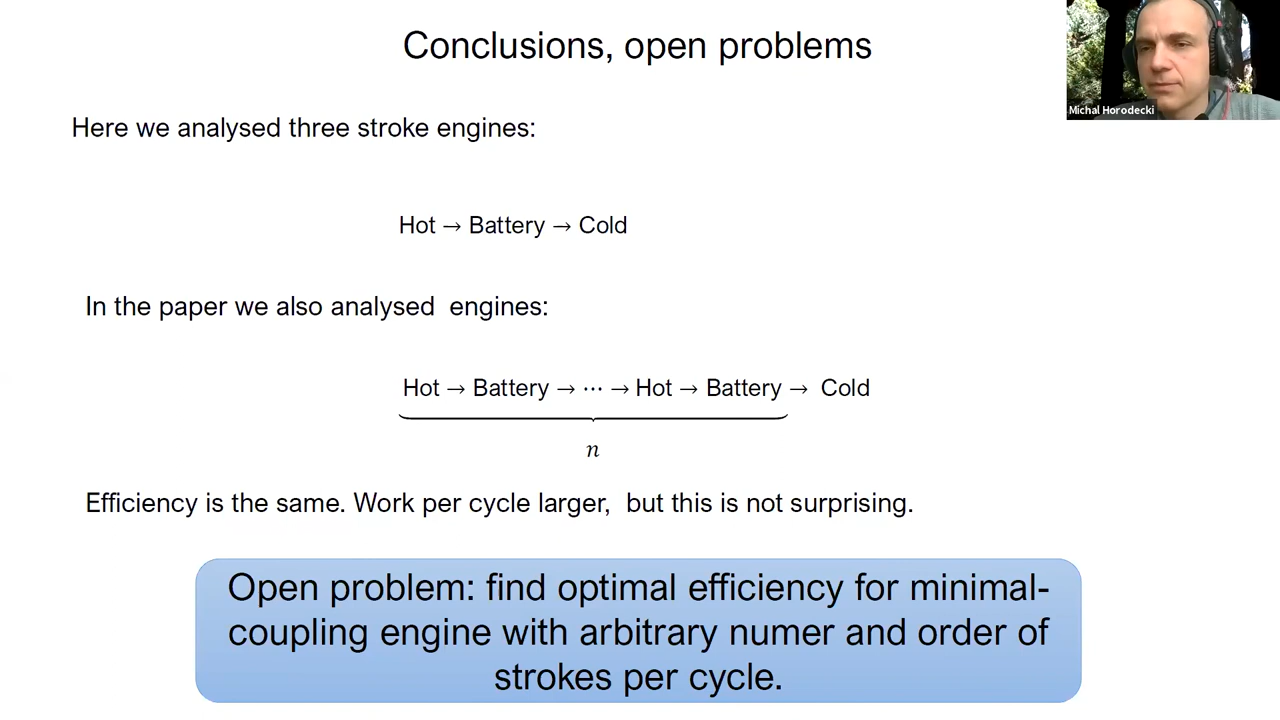 Conclusions, open problems
Michal Horodecki
Here we analysed three stroke engines:
Hot → Battery → Cold
In the paper we also analysed  engines:
Hot → Battery → ⋯ → Hot → Battery → Cold
n
Efficiency is the same. Work per cycle larger,  but this is not surprising.
Open problem: find optimal efficiency for minimal-
coupling engine with arbitrary numer and order of
strokes per cycle.